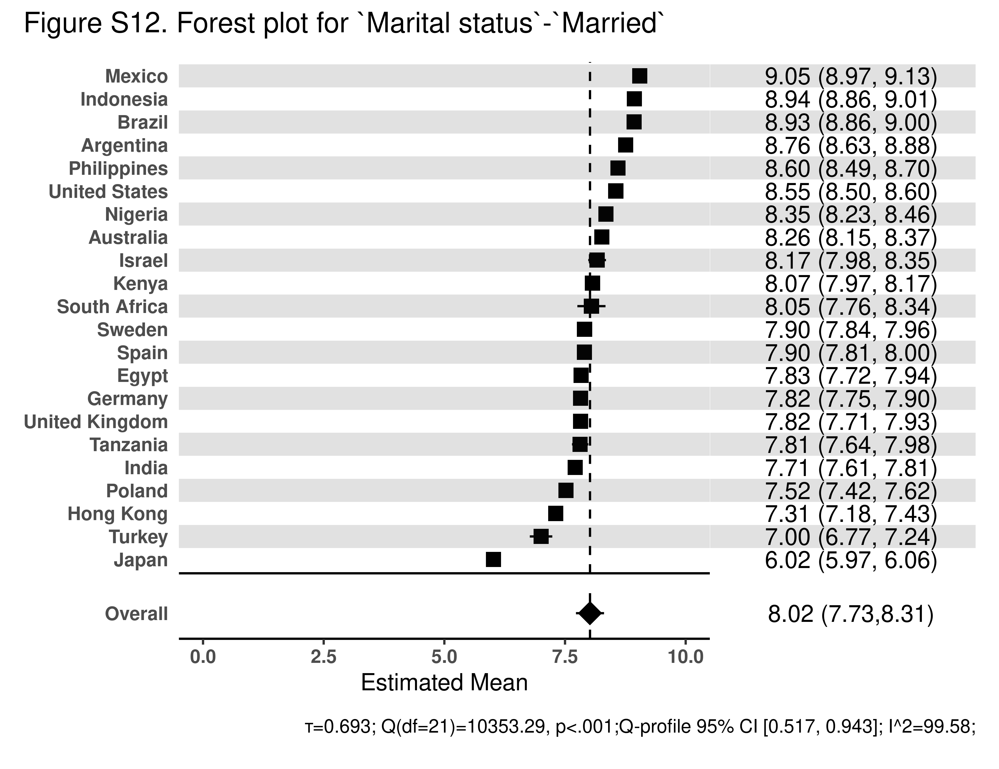 Figure S12. Forest plot for `Marital status`-`Married`
Mexico 9.05 (8.97, 9.13)
Indonesia 8.94 (8.86, 9.01)
Brazil 8.93 (8.86, 9.00)
Argentina 8.76 (8.63, 8.88)
Philippines 8.60 (8.49, 8.70)
United States 8.55 (8.50, 8.60)
Nigeria 8.35 (8.23, 8.46)
Australia 8.26 (8.15, 8.37)
Israel 8.17 (7.98, 8.35)
Kenya 8.07 (7.97, 8.17)
South Africa 8.05 (7.76, 8.34)
Sweden 7.90 (7.84, 7.96)
Spain 7.90 (7.81, 8.00)
Egypt 7.83 (7.72, 7.94)
Germany 7.82 (7.75, 7.90)
United Kingdom 7.82 (7.71, 7.93)
Tanzania 7.81 (7.64, 7.98)
India 7.71 (7.61, 7.81)
Poland 7.52 (7.42, 7.62)
Hong Kong 7.31 (7.18, 7.43)
Turkey 7.00 (6.77, 7.24)
Japan 6.02 (5.97, 6.06)
Overall 8.02 (7.73,8.31)
0.0 2.5 5.0 7.5 10.0
Estimated Mean
τ=0.693; Q(df=21)=10353.29, p<.001;Q-profile 95% CI [0.517, 0.943]; I^2=99.58;